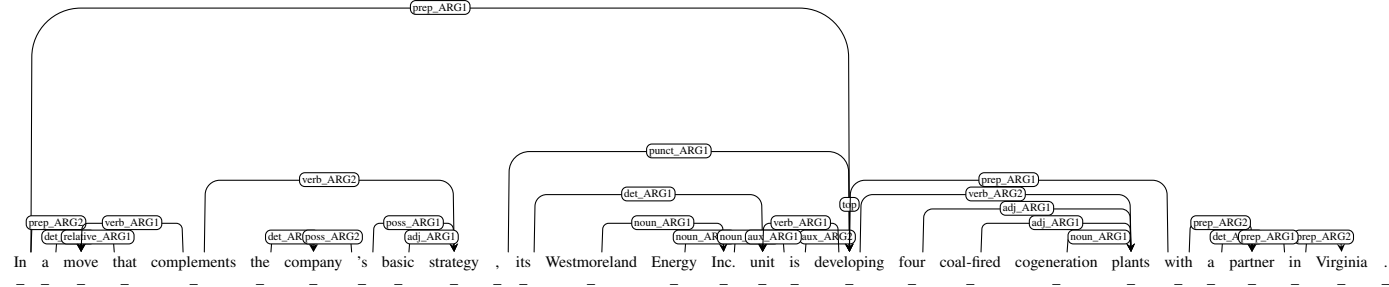 prep_ARG1
punct_ARG1
verb_ARG2 prep_ARG1
det_ARG1 verb_ARG2
top
adj_ARG1
prep_ARG2 verb_ARG1 poss_ARG1 noun_ARG1 verb_ARG1 adj_ARG1 prep_ARG2
relative_ARG1 poss_ARG2 adj_ARG1 aux_ARG1 aux_ARG2 noun_ARG1 prep_ARG1 prep_ARG2
In a move that complements the company 's basic strategy , its Westmoreland Energy Inc. unit is developing four coal-fired cogeneration plants with a partner in Virginia .
_ _ _ _ _ _ _ _ _ _ _ _ _ _ _ _ _ _ _ _ _ _ _ _ _ _ _ _